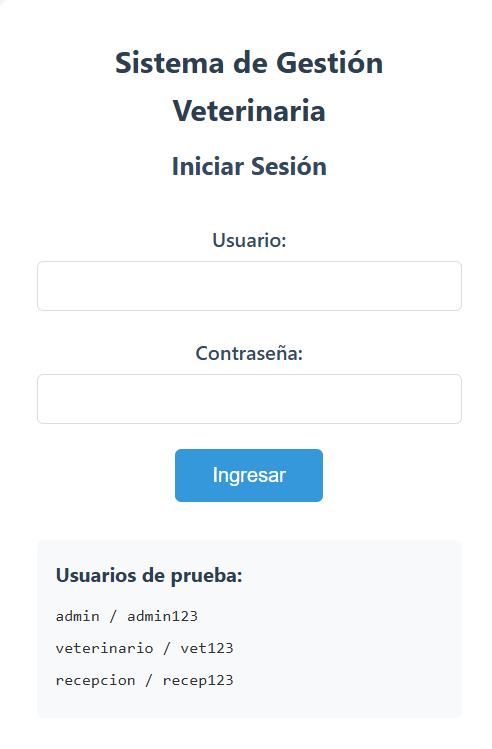 Sistema de Gestión
Veterinaria
Iniciar Sesión
Usuario:
Contraseña:
Ingresar
Usuarios de prueba:
admin / admin123
veterinario / vet123
recepcion / recep123